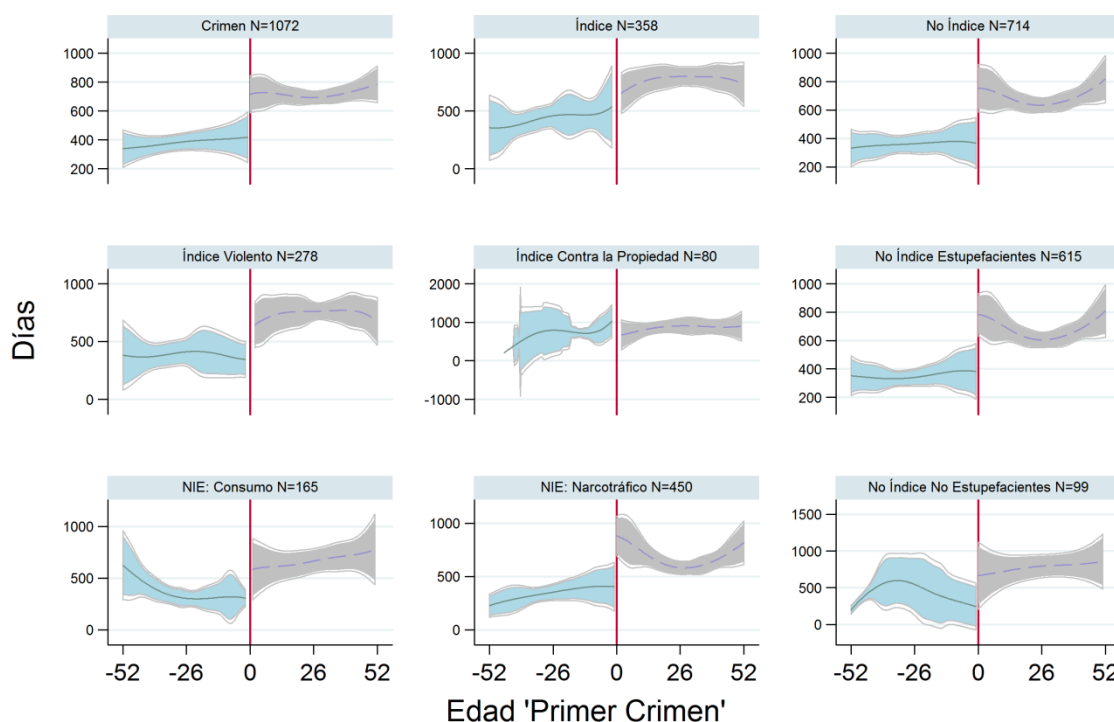 Crimen N=1072
1000
800
600
400
200
Índice N=358
1000
500
0
No Índice N=714
1000
800
600
400
200
Índice Violento N=278
1000
500
0
Índice Contra la Propiedad N=80
2000
1000
0
-1000
No Índice Estupefacientes N=615
1000
800
600
400
200
NIE: Consumo N=165
1000
500
0
NIE: Narcotráfico N=450
1000
500
0
No Índice No Estupefacientes N=99
1500
1000
500
0
-52 -26 0 26 52
-52 -26 0 26 52
-52 -26 0 26 52
Días
Edad 'Primer Crimen'